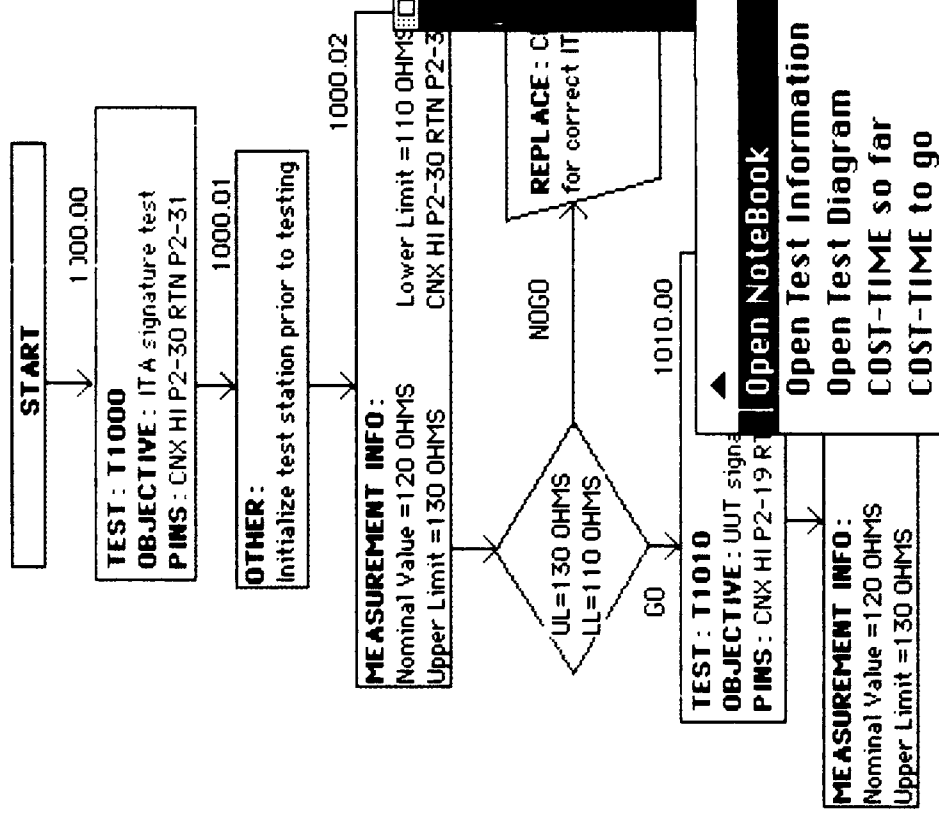 START
1000.00
TEST: T1000
OBJECTIVE: ITA signature test
PINS: CNX HI P2-30 RTN P2-31
1000.01
OTHER:
Initialize test station prior to testing
1000.02
MEASUREMENT INFO:
Nominal Value =120 OHMS Lower Limit =110 OHMS
Upper Limit =130 OHMS CNX HI P2-30 RTN P2-3
UL=130 OHMS
LL=110 OHMS
NOGO
REPLACE:
for correct IT
GO
1010.00
TEST: T1010
OBJECTIVE: UUT signa
PINS: CNX HI P2-19 RT
MEASUREMENT INFO:
Nominal Value =120 OHMS
Upper Limit =130 OHMS
Open NoteBook
Open Test Information
Open Test Diagram
COST-TIME so far
COST-TIME to go